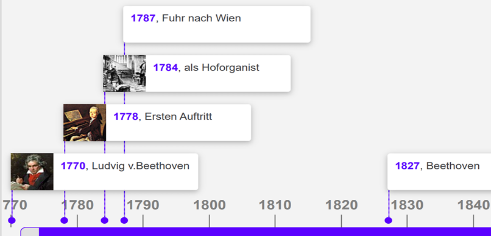 1787, Fuhr nach Wien
1784, als Hoforganist
1778, Ersten Auftritt
1770, Ludvig v.Beethoven
1827, Beethoven
770 1780 1790 1800 1810 1820 1830 1840